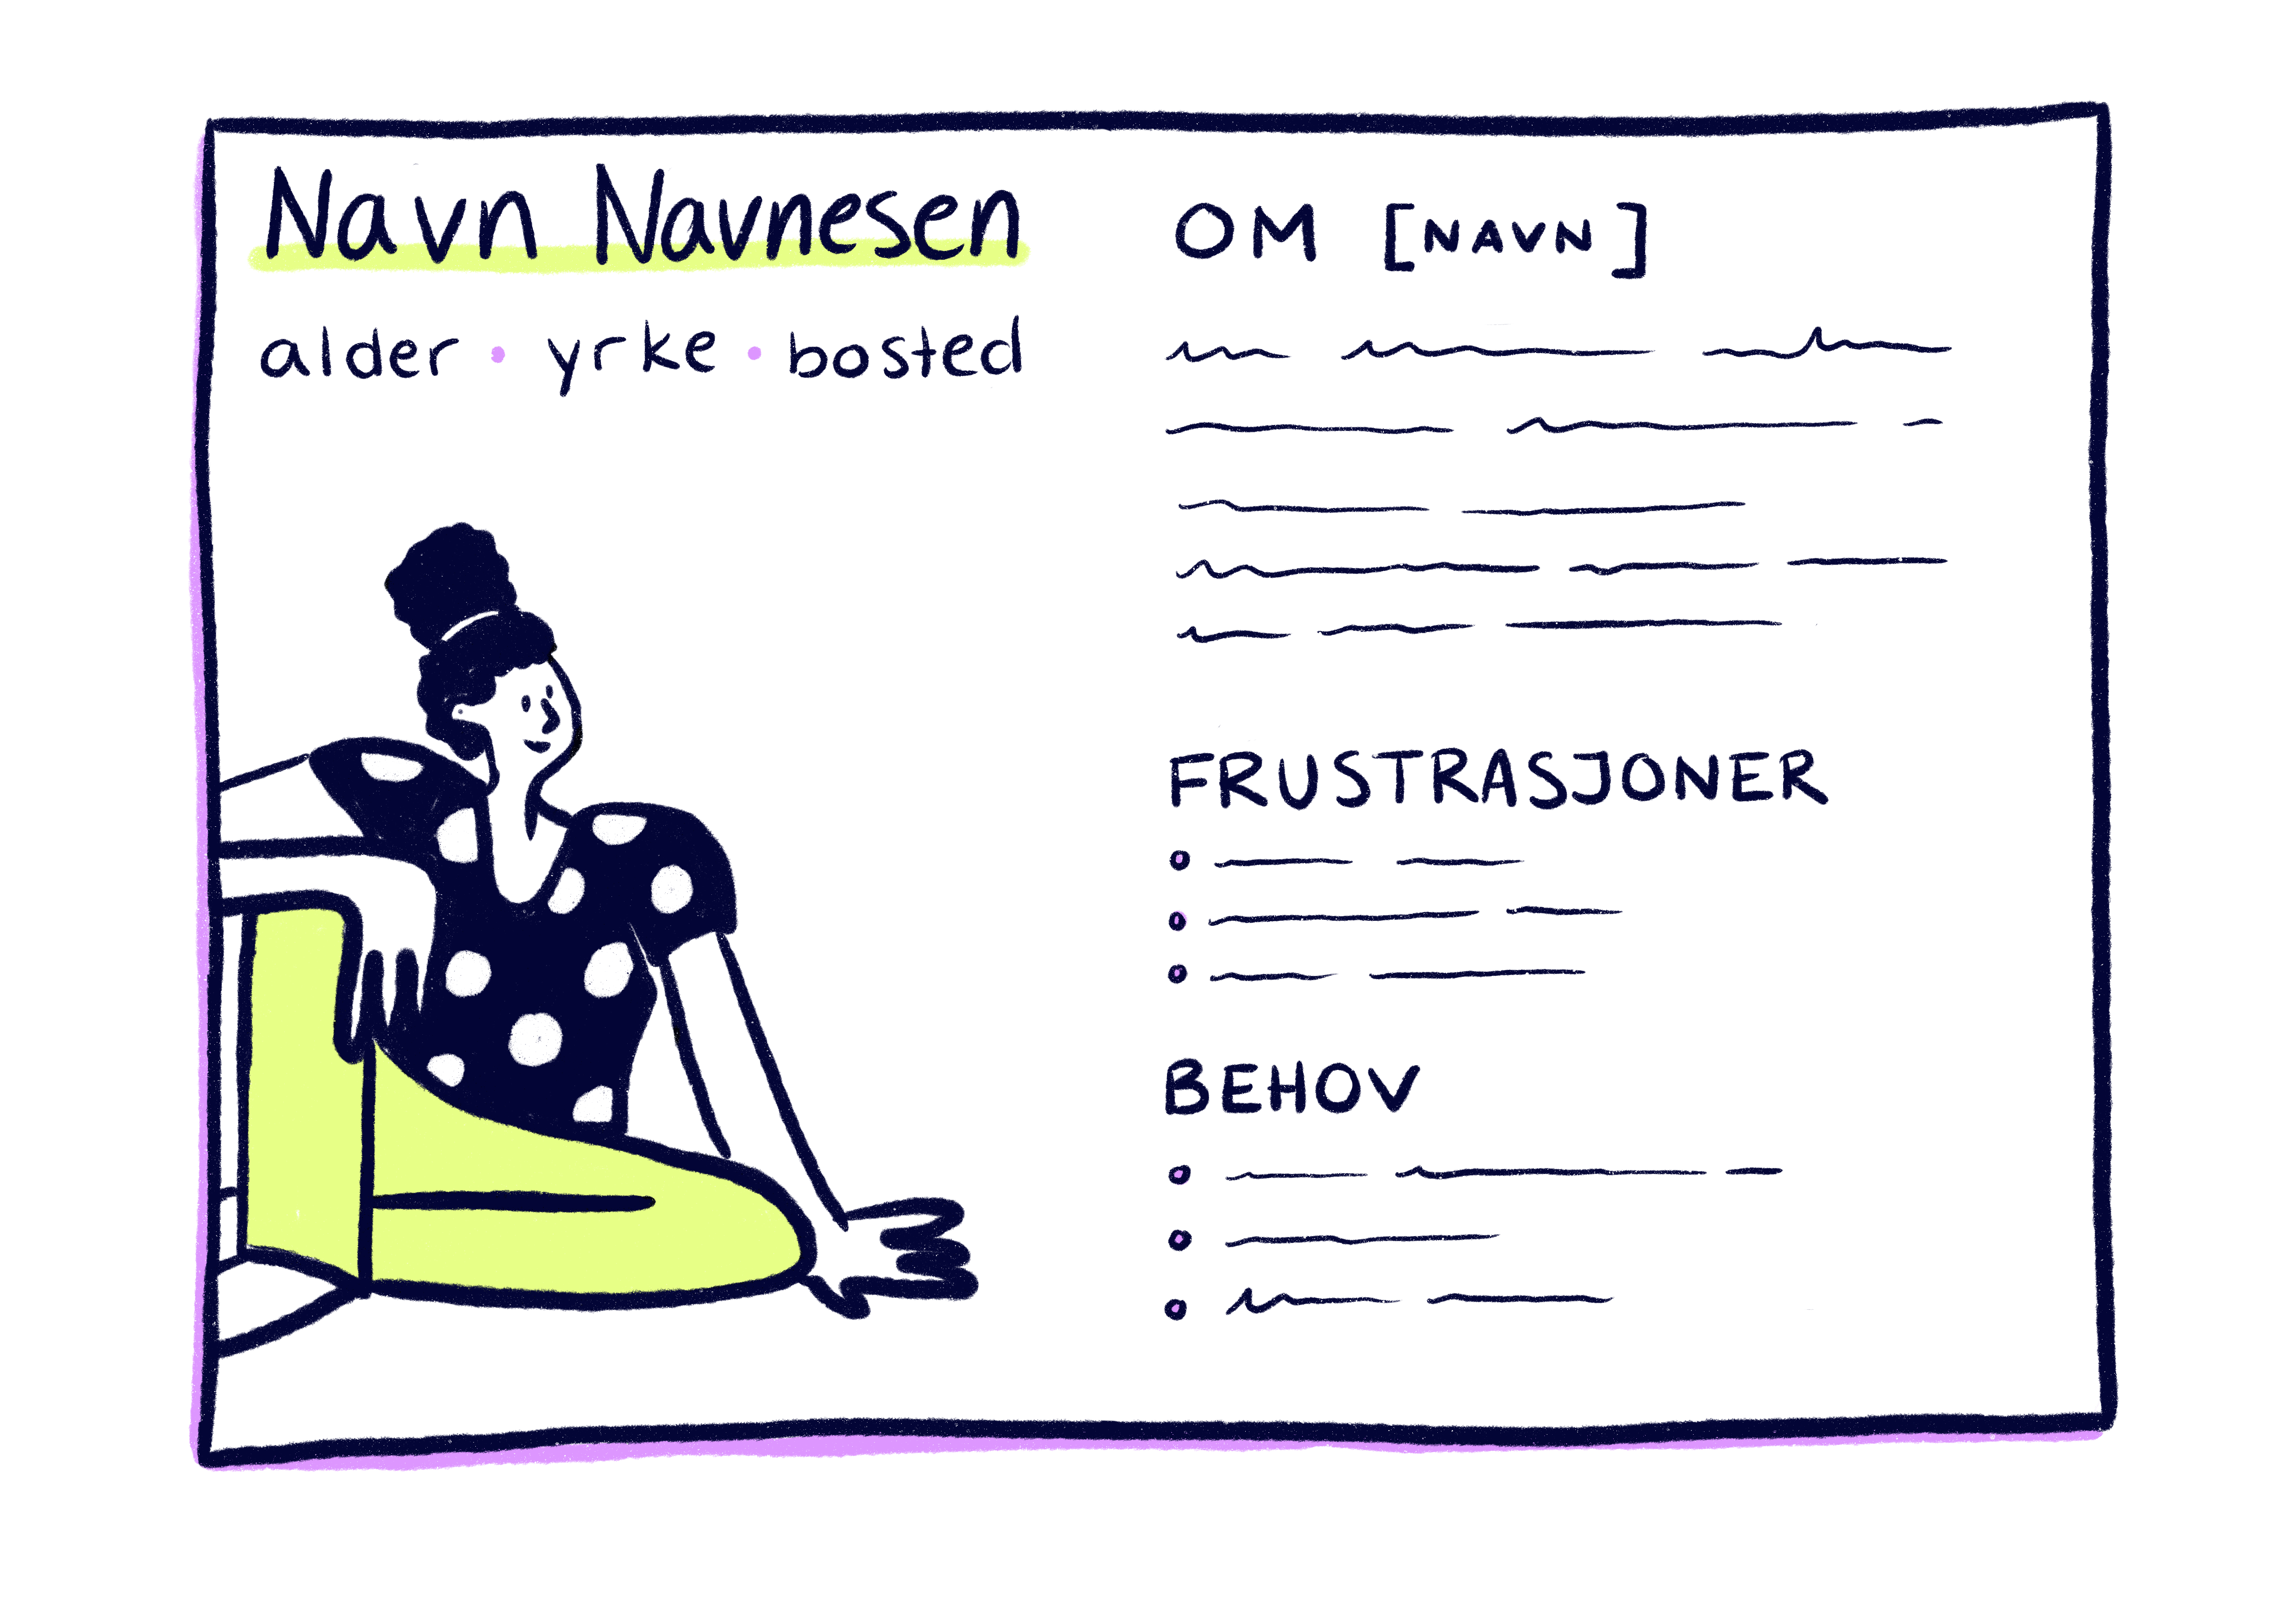 Navn Navnesen
alder • yrke • bosted
OM [NAVN]
FRUSTRASJONER
BEHOV